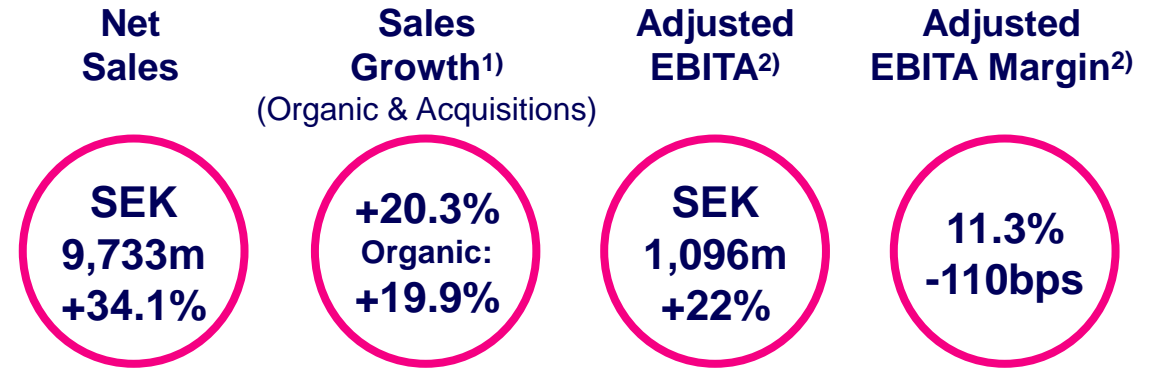 Net
Sales
SEK
9,733m
+34.1%
Sales
Growth1)
(Organic & Acquisitions)
+20.3%
Organic:
+19.9%
Adjusted
EBITA2)
SEK
1,096m
+22%
Adjusted
EBITA Margin2)
11.3%
-110bps